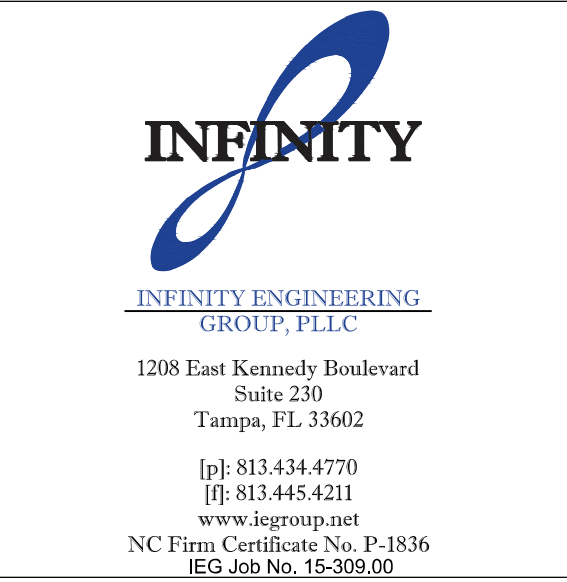 INFINITY
INFINITY ENGINEERING
GROUP, PLLC
1208 East Kennedy Boulevard
Suite 230
Tampa, FL 33602
[p]: 813.434.4770
[f]: 813.445.4211
www.iegroup.net
NC Firm Certificate No. P-1836
IEG Job No. 15-309.00